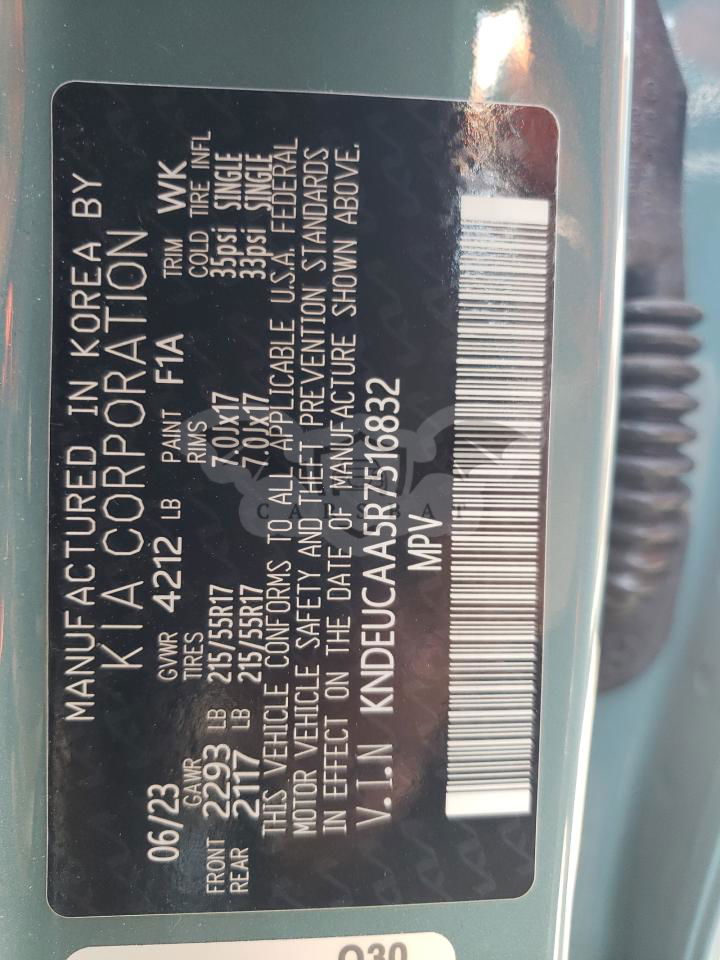 MANUFACTURED IN KOREA BY
KIA CORPORATION
06/23 GVWR 4212 LB PAINT F1A TRIM WK
GAWR TIRES RIMS COLD TIRE INFL
FRONT 2293 LB 215/55R17 7.0Jx17 35psi SINGLE
REAR 2117 LB 215/55R17 7.0Jx17 33psi SINGLE
THIS VEHICLE CONFORMS TO ALL APPLICABLE U.S.A. FEDERAL
MOTOR VEHICLE SAFETY AND THEFT PREVENTION STANDARDS
IN EFFECT ON THE DATE OF MANUFACTURE SHOWN ABOVE.
V.I.N KNDEUCAA5R7516832
MPV
CARSBAT
030